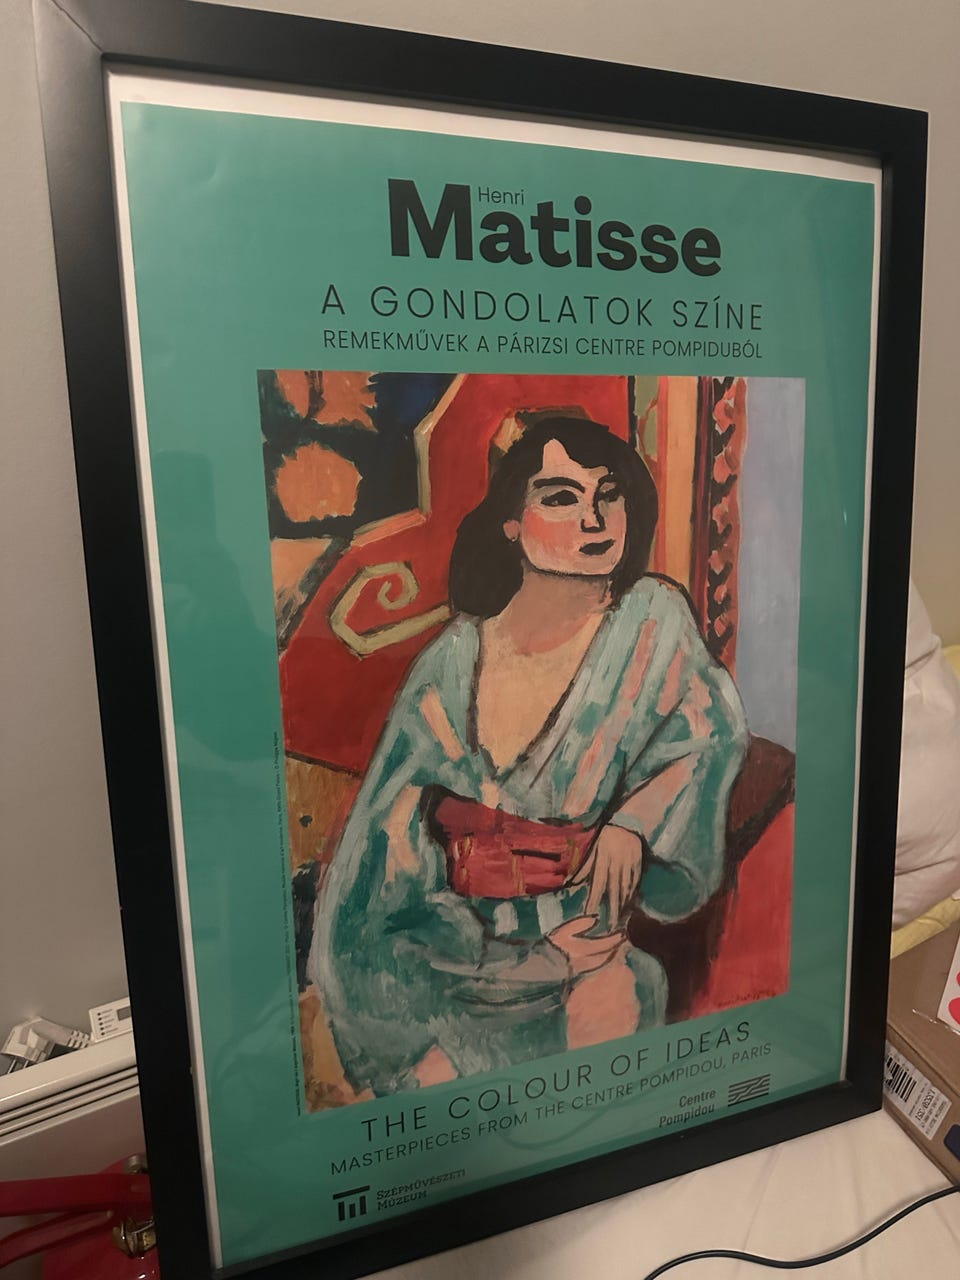 Henri
Matisse
A GONDOLATOK SZÍNE
REMEKMŰVEK A PÁRIZSI CENTRE POMPIDUBÓL
THE COLOUR OF IDEAS
MASTERPIECES FROM THE CENTRE POMPIDOU, PARIS
Centre
Pompidou
SZÉPMŰVÉSZETI
MÚZEUM